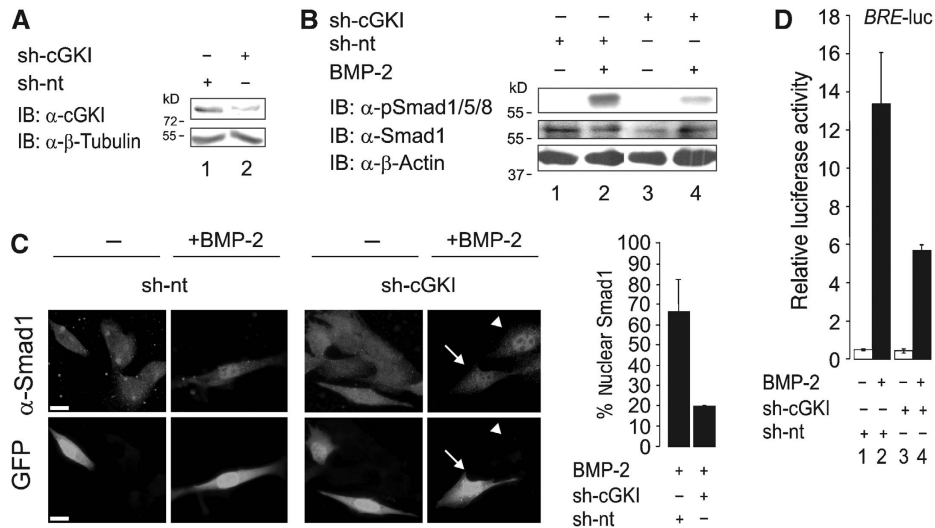 A
sh-cGKI – +
sh-nt + –
kD
IB: α-cGKI
72
IB: α-β-Tubulin 55
1 2
B
sh-cGKI – – + +
sh-nt + + – –
BMP-2 – + – +
kD
IB: α-pSmad1/5/8 55
IB: α-Smad1 55
IB: α-β-Actin
37
1 2 3 4
C
– +BMP-2 – +BMP-2
sh-nt sh-cGKI
α-Smad1
GFP
% Nuclear Smad1
100
90
80
70
60
50
40
30
20
10
0
BMP-2 + +
sh-cGKI – +
sh-nt + –
D
BRE-luc
Relative luciferase activity
18
16
14
12
10
8
6
4
2
0
BMP-2 – + – +
sh-cGKI – – + +
sh-nt + + – –
1 2 3 4